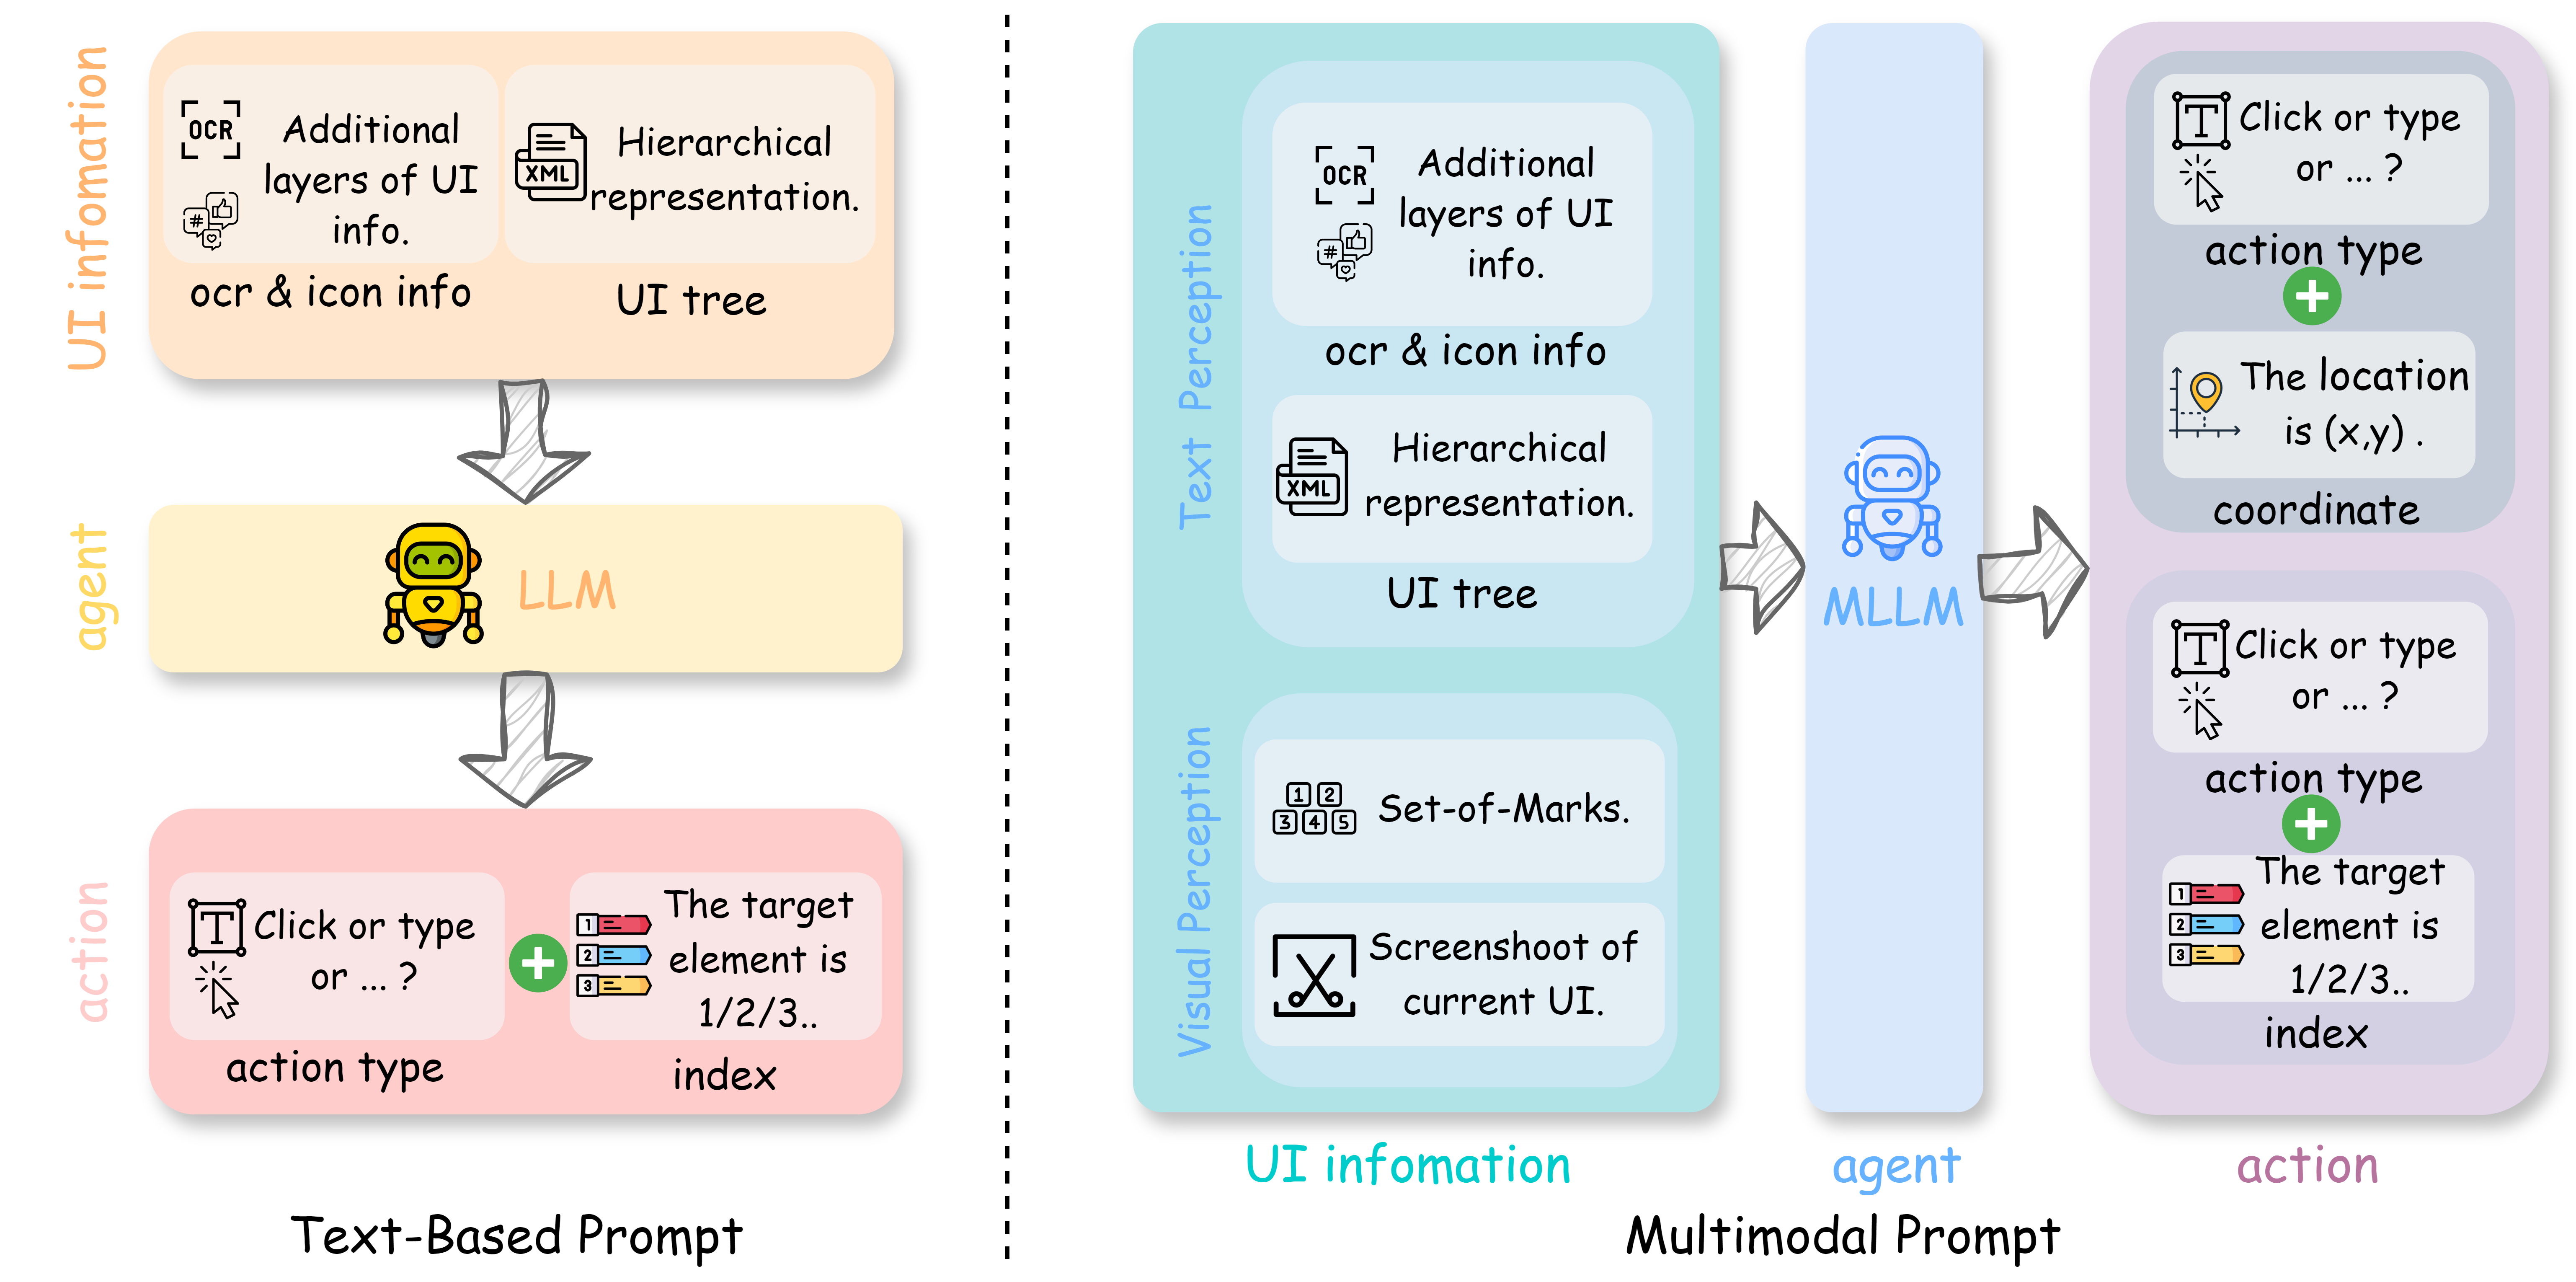 UI infomation
OCR
Additional
layers of UI
info.
#
ocr & icon info
XML
Hierarchical
representation.
UI tree
agent
LLM
action
T
Click or type
or ... ?
action type
1
2
3
The target
element is
1/2/3..
index
Text-Based Prompt
Text Perception
OCR
Additional
layers of UI
info.
#
ocr & icon info
XML
Hierarchical
representation.
UI tree
Visual Perception
1 2
3 4 5
Set-of-Marks.
Screenshoot of
current UI.
UI infomation
MLLM
agent
T
Click or type
or ... ?
action type
The location
is (x,y) .
coordinate
T
Click or type
or ... ?
action type
1
2
3
The target
element is
1/2/3..
index
action
Multimodal Prompt